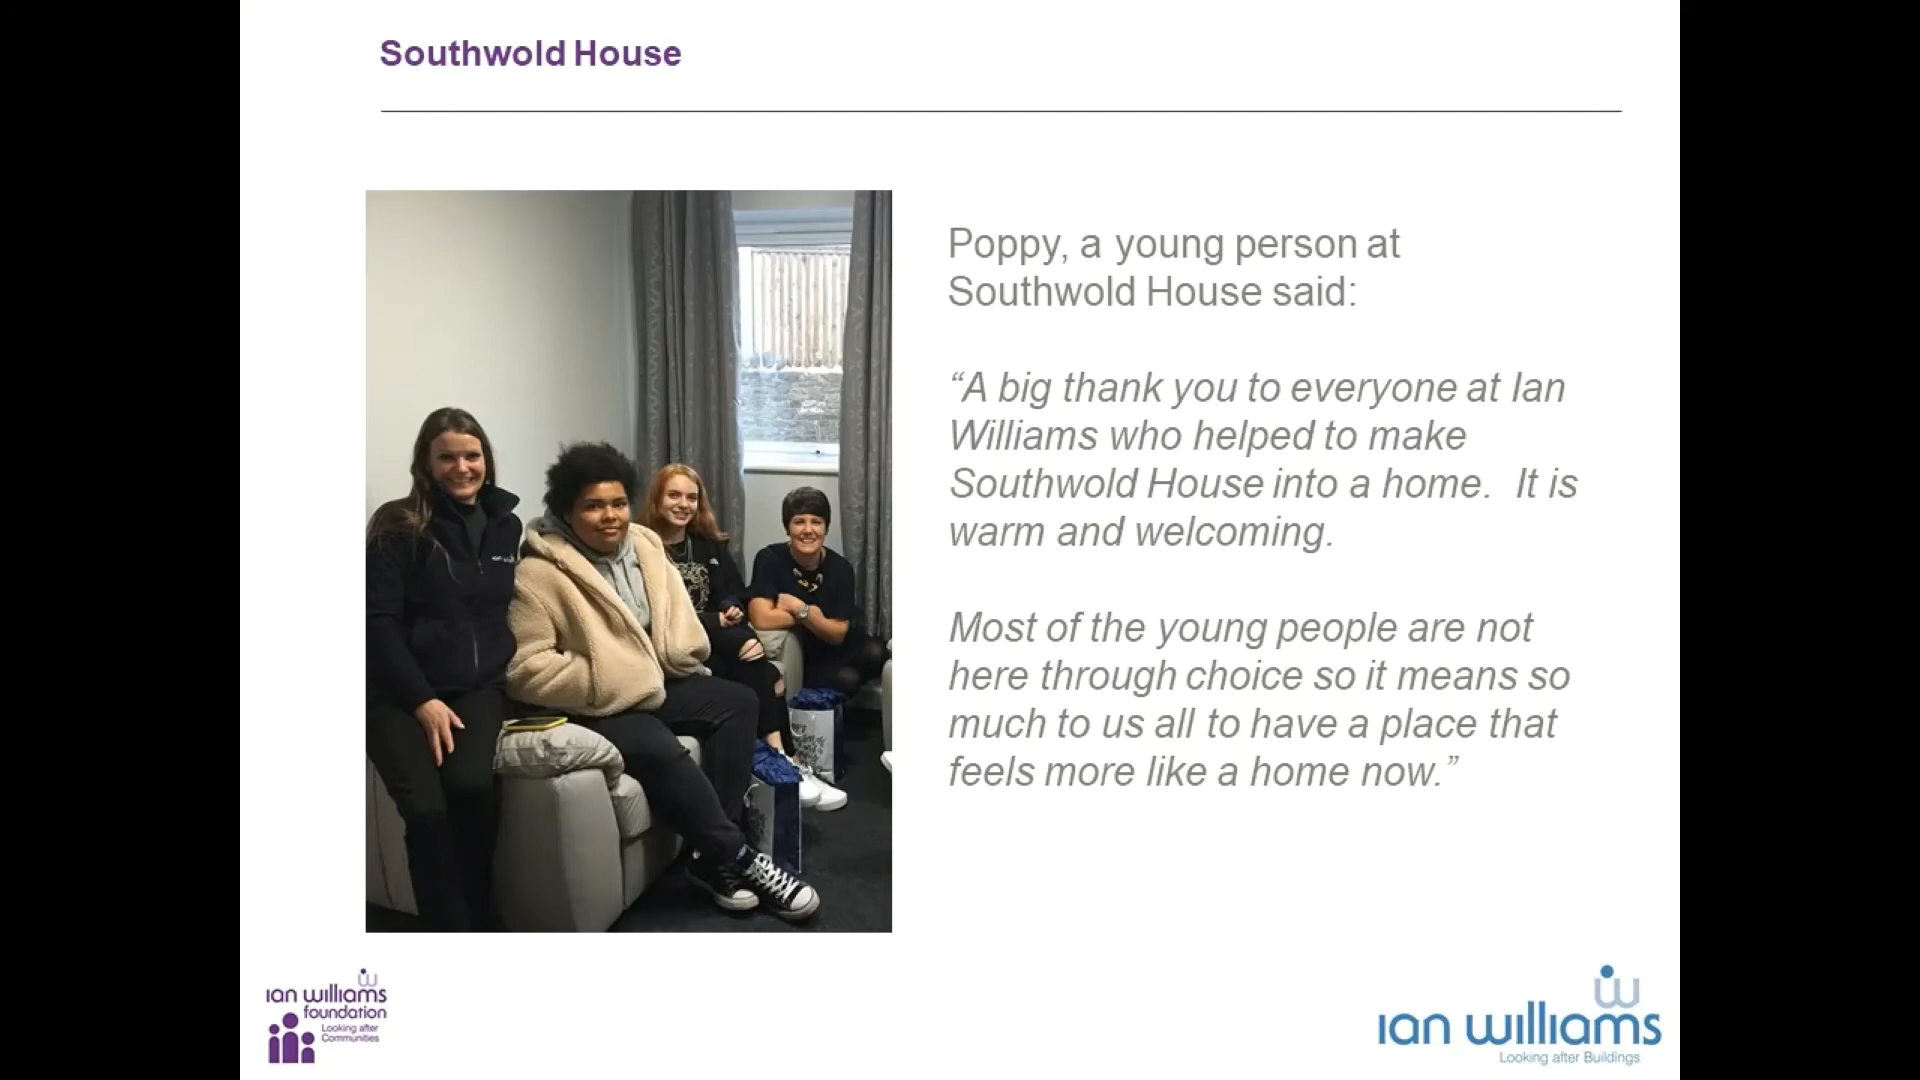 Southwold House
Poppy, a young person at
Southwold House said:
“A big thank you to everyone at Ian
Williams who helped to make
Southwold House into a home.  It is
warm and welcoming.
Most of the young people are not
here through choice so it means so
much to us all to have a place that
feels more like a home now.”
ian williams
foundation
Looking after
Communities
ian williams
Looking after Buildings